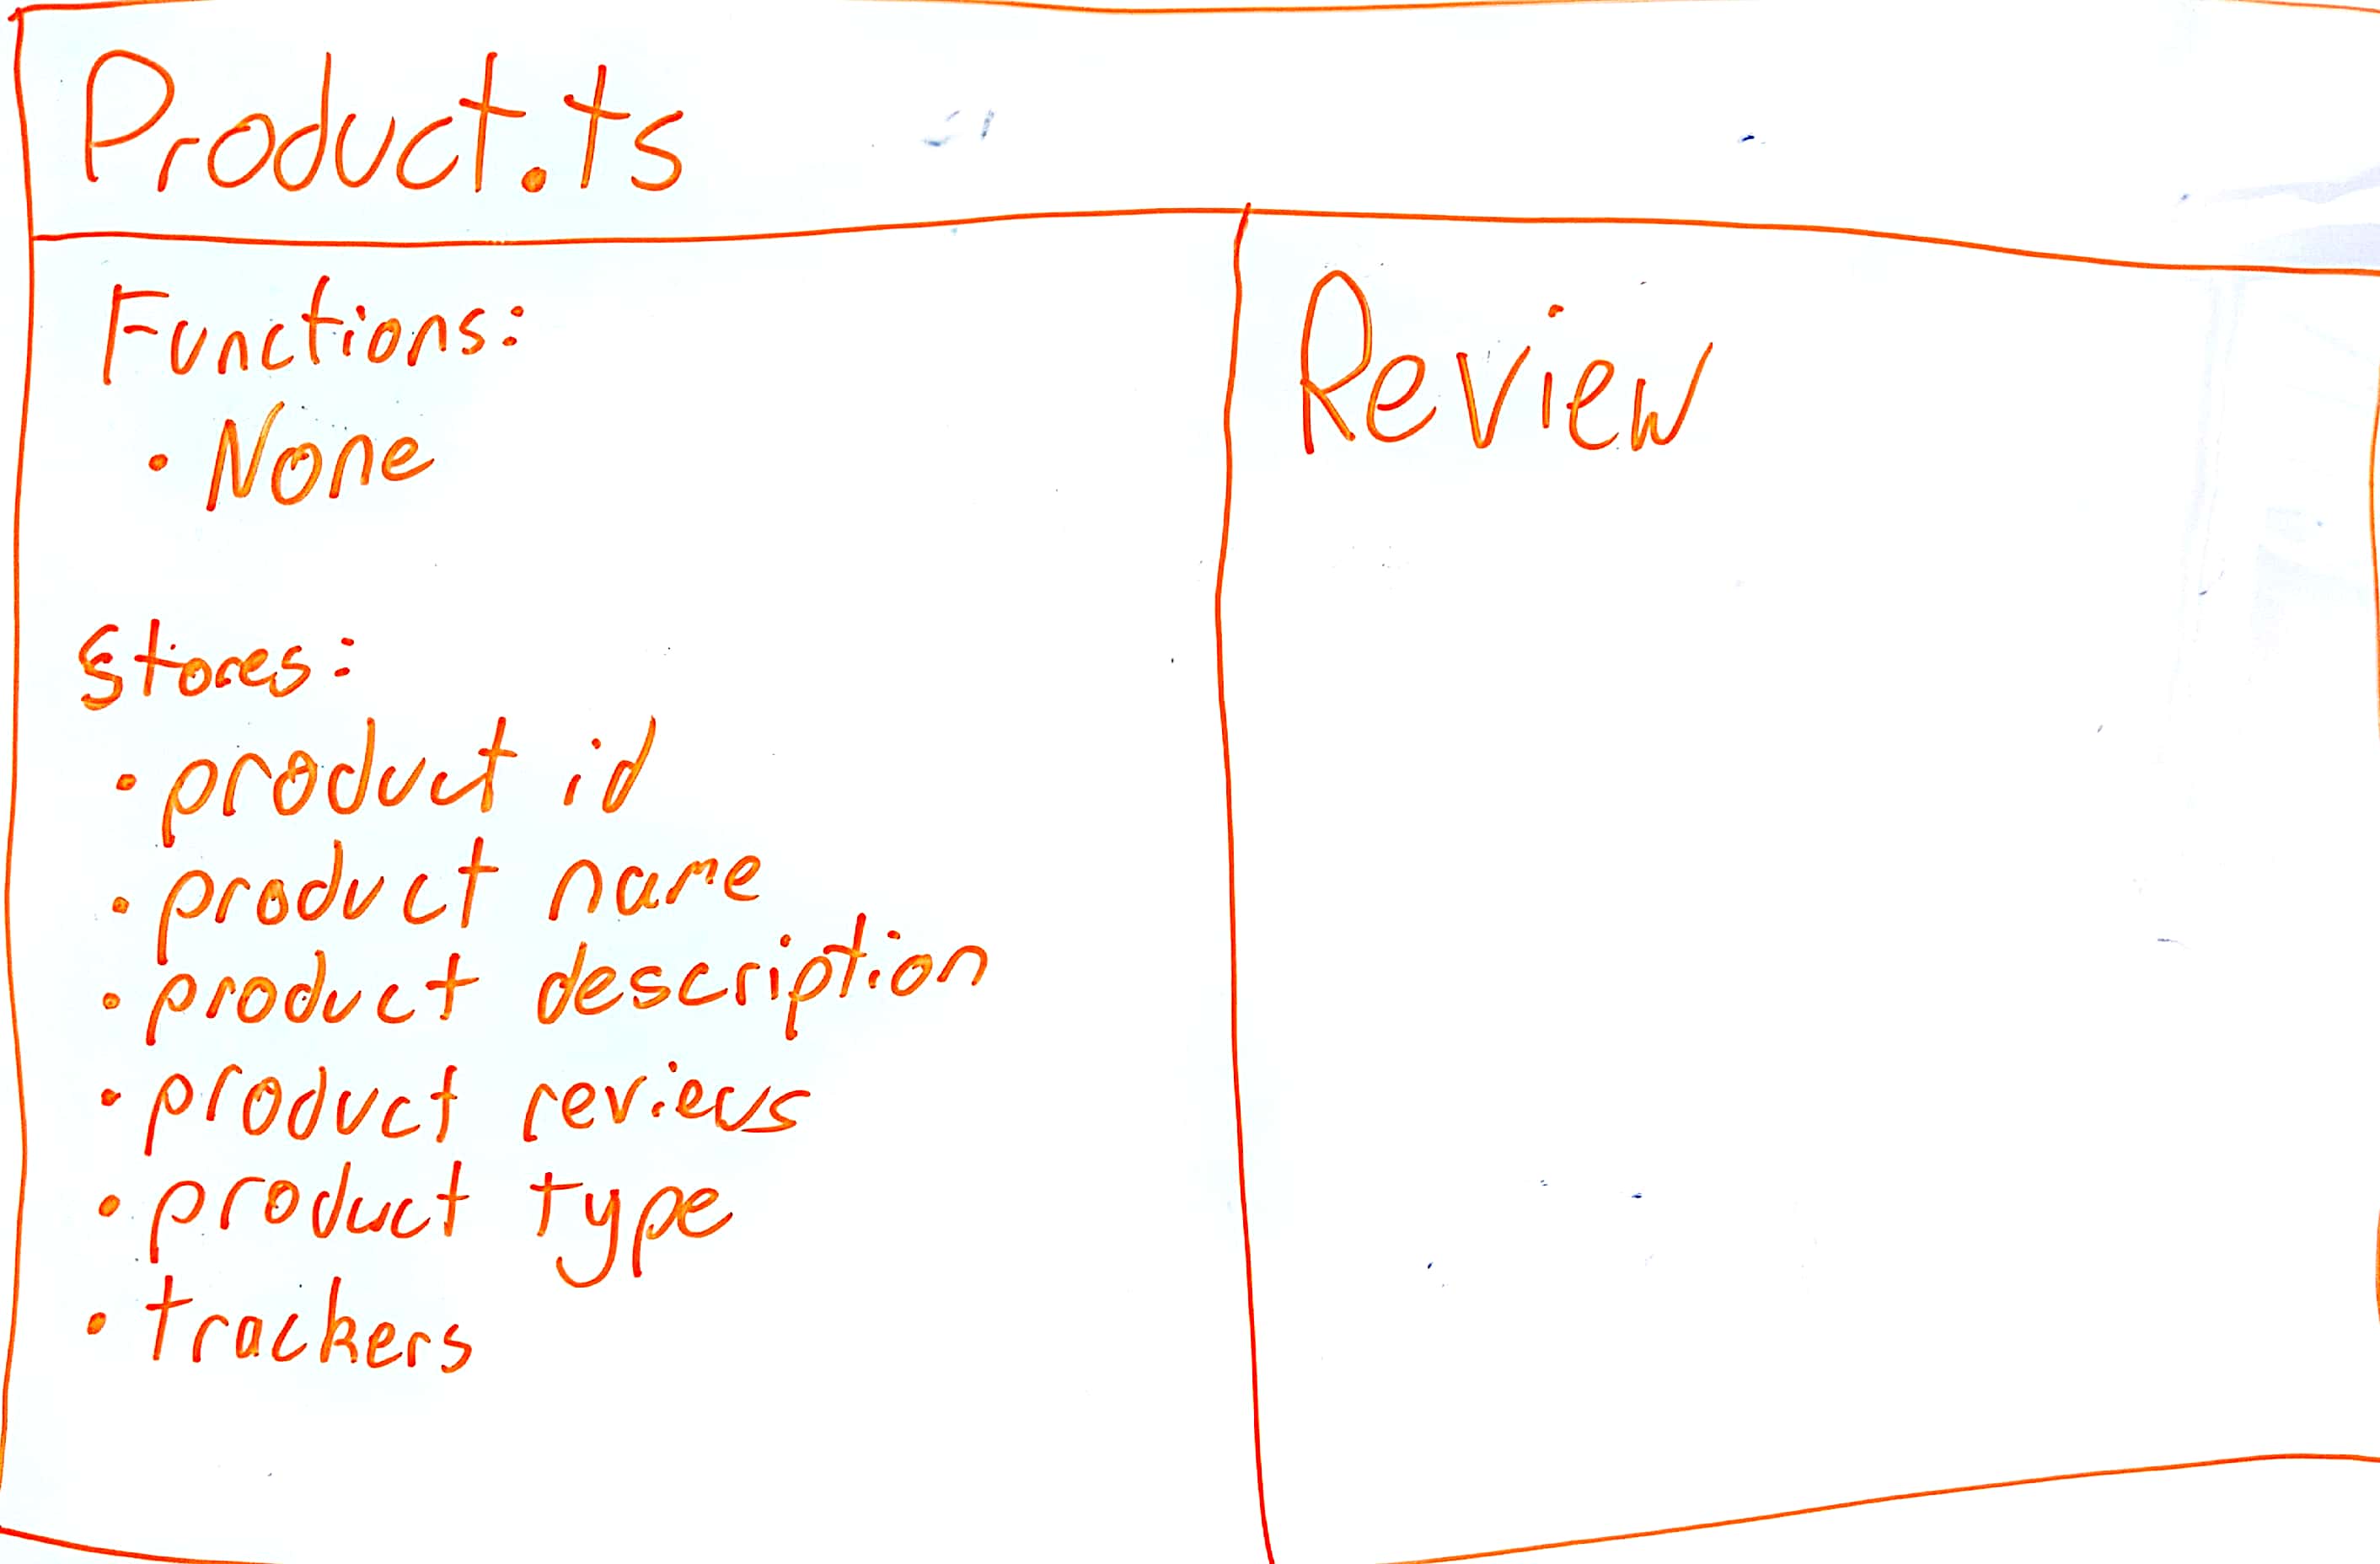 Product.ts
Functions:
• None
Stores:
• product id
• product name
• product description
• product reviews
• product type
• trackers
Review